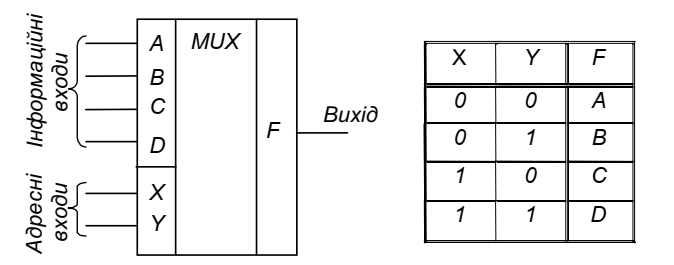 Інформаційні
входи
A
B
C
D
MUX
F
Вихід
Адресні
входи
X
Y
X Y F
0 0 A
0 1 B
1 0 C
1 1 D